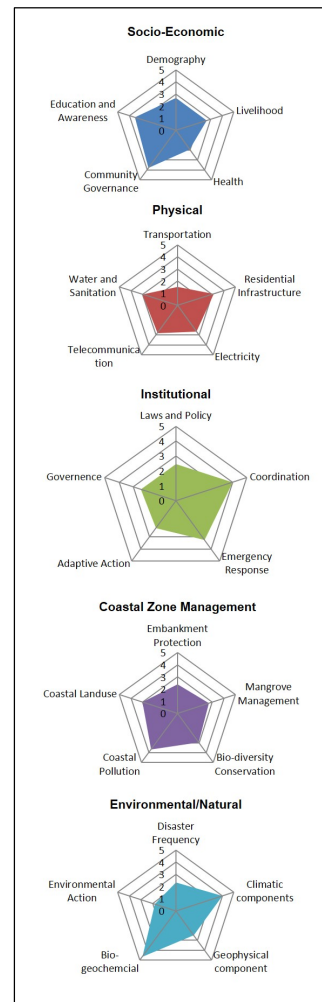 Socio-Economic
Demography
5
4
3
2
1
0
Education and
Awareness
Livelihood
Community
Governance
Health
Physical
Transportation
5
4
3
2
1
0
Water and
Sanitation
Residential
Infrastructure
Telecommunica
tion
Electricity
Institutional
Laws and Policy
5
4
3
2
1
0
Governence
Coordination
Adaptive Action
Emergency
Response
Coastal Zone Management
Embankment
Protection
5
4
3
2
1
0
Coastal Landuse
Mangrove
Management
Coastal
Pollution
Bio-diversity
Conservation
Environmental/Natural
Disaster
Frequency
5
4
3
2
1
0
Environmental
Action
Climatic
components
Bio-
geochemcial
Geophysical
component